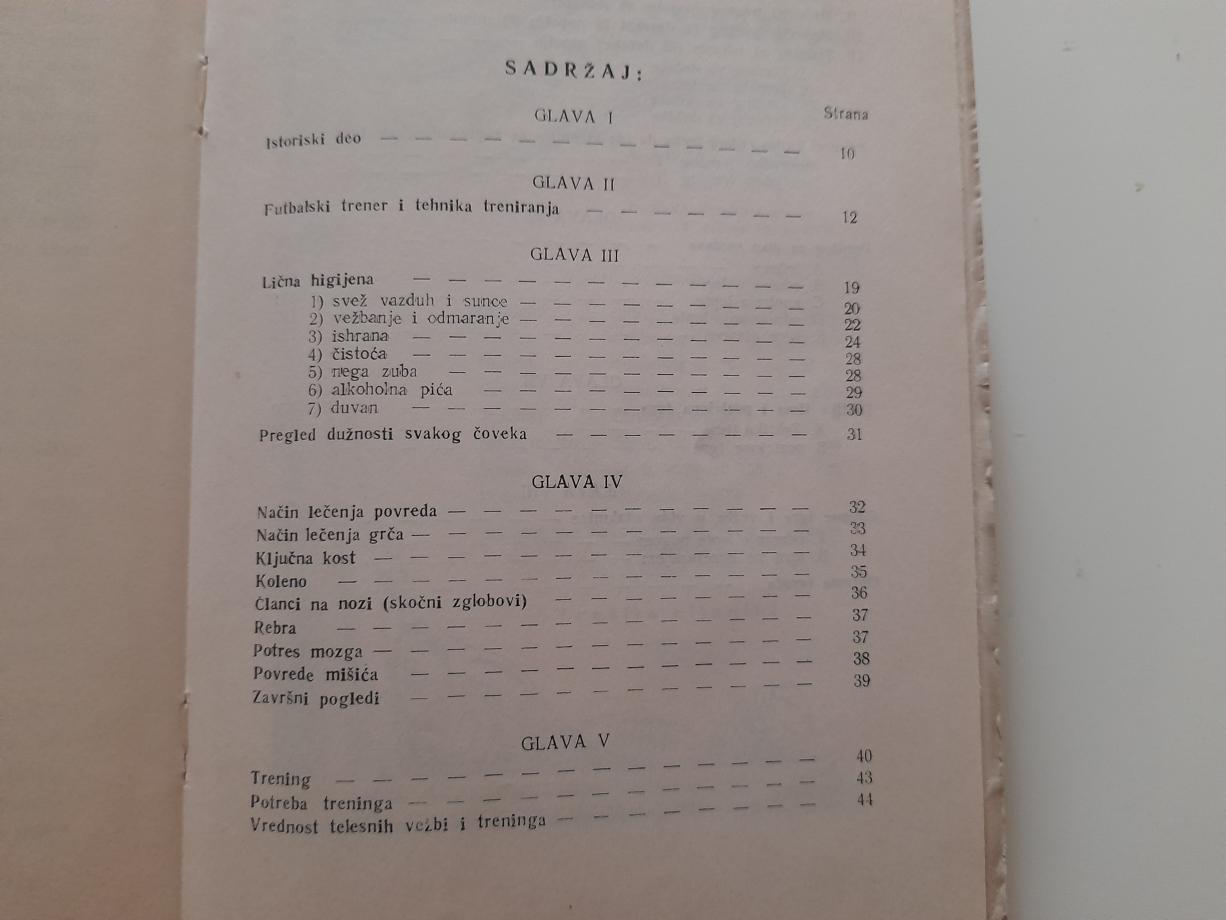 SADRŽAJ:
GLAVA I Strana
Istoriski deo — — — — — — — — — — — — 10
GLAVA II
Futbalski trener i tehnika treniranja — — — — — — 12
GLAVA III
Lična higijena — — — — — — — — — — — 19
1) svež vazduh i sunce — — — — — — — — 20
2) vežbanje i odmaranje — — — — — — — — 22
3) ishrana — — — — — — — — — — — 24
4) čistoća — — — — — — — — — — — 28
5) nega zuba — — — — — — — — — — 28
6) alkoholna pića — — — — — — — — — 29
7) duvan — — — — — — — — — — — 30
Pregled dužnosti svakog čoveka — — — — — — — 31
GLAVA IV
Način lečenja povreda — — — — — — — — — — 32
Način lečenja grča — — — — — — — — — — — 33
Ključna kost — — — — — — — — — — — — 34
Koleno — — — — — — — — — — — — — 35
Članci na nozi (skočni zglobovi) — — — — — — — 36
Rebra — — — — — — — — — — — — — 37
Potres mozga — — — — — — — — — — — — 37
Povrede mišića — — — — — — — — — — — 38
Završni pogledi — — — — — — — — — — — 39
GLAVA V
Trening — — — — — — — — — — — — — 40
Potreba treninga — — — — — — — — — — — 43
Vrednost telesnih vežbi i treninga — — — — — — — 44